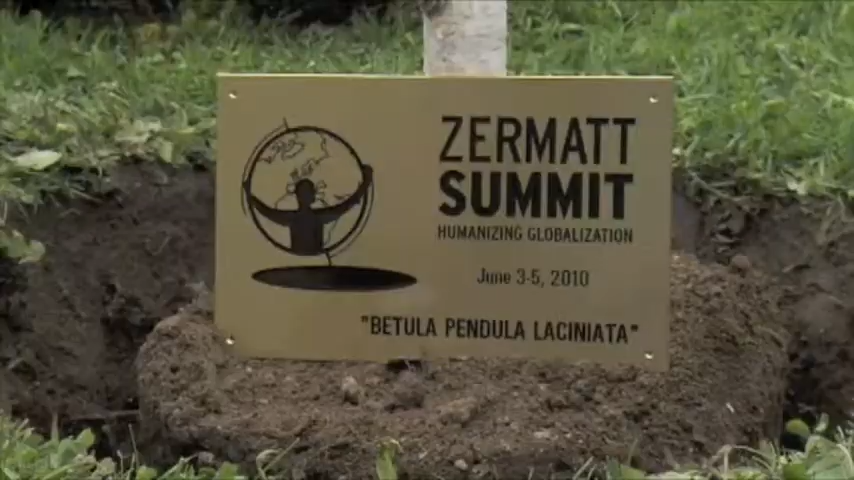 ZERMATT
SUMMIT
HUMANIZING GLOBALIZATION
June 3-5, 2010
"BETULA PENDULA LACINIATA"